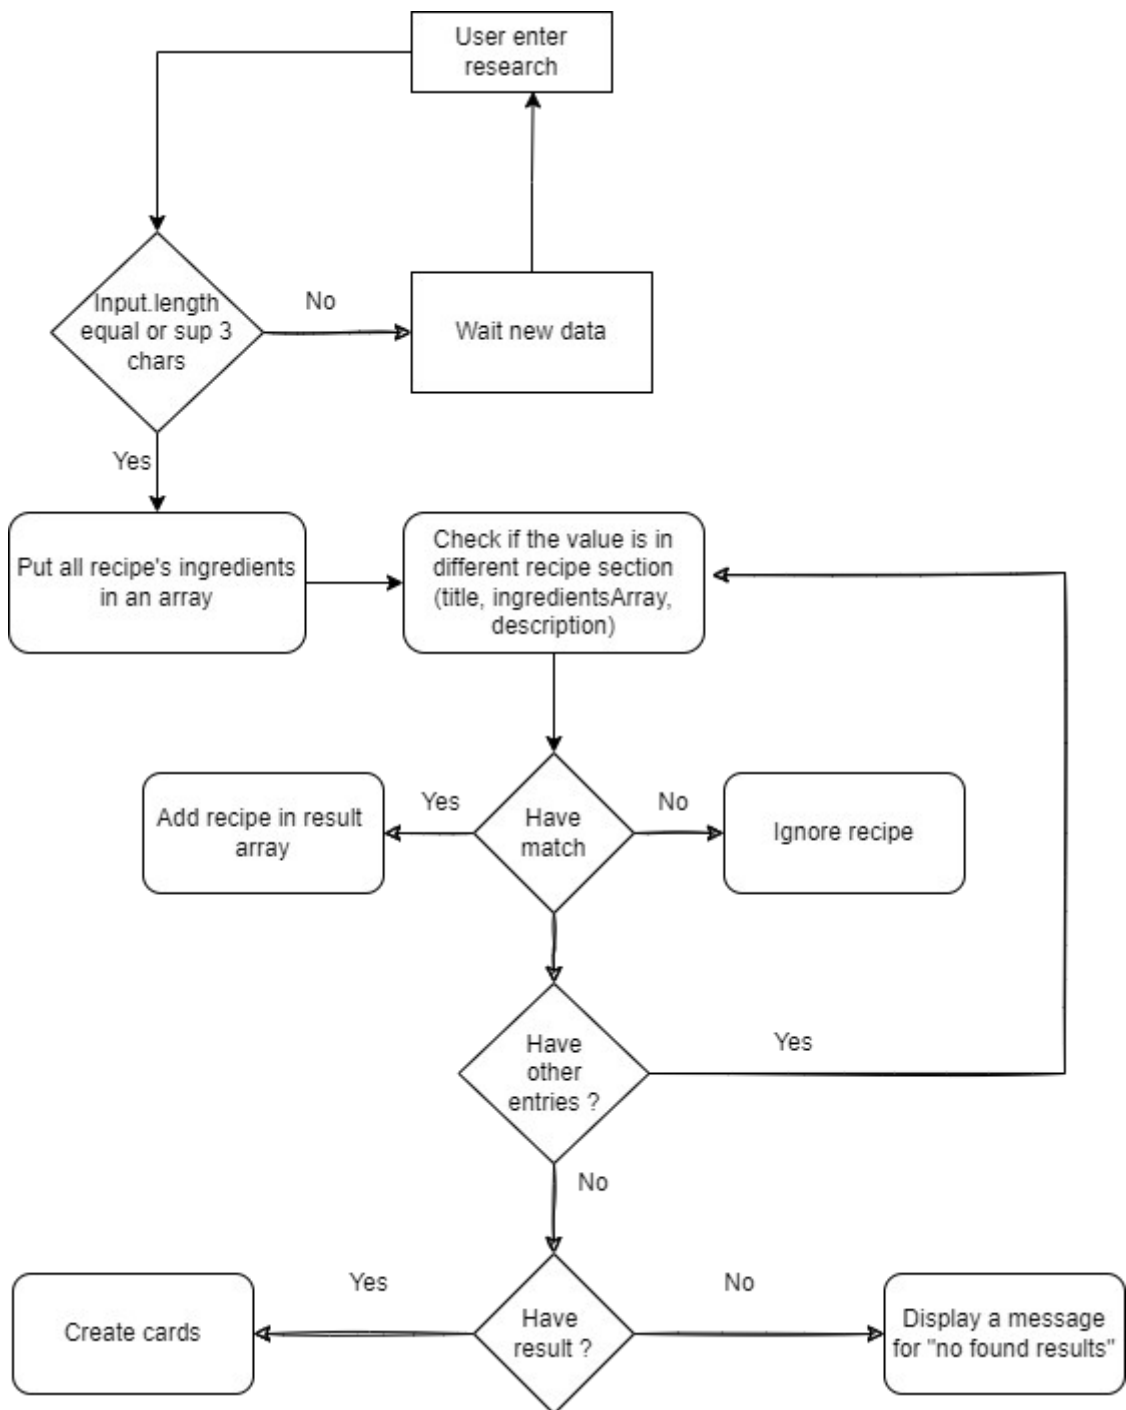 User enter
research
Input.length
equal or sup 3
chars
No
Wait new data
Yes
Put all recipe's ingredients
in an array
Check if the value is in
different recipe section
(title, ingredientsArray,
description)
Add recipe in result
array
Yes
Have
match
No
Ignore recipe
Have
other
entries ?
Yes
No
Create cards
Yes
Have
result ?
No
Display a message
for "no found results"